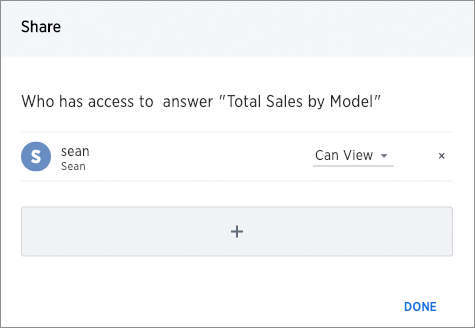 Share
Who has access to answer "Total Sales by Model"
S
sean
Sean
Can View
×
+
DONE